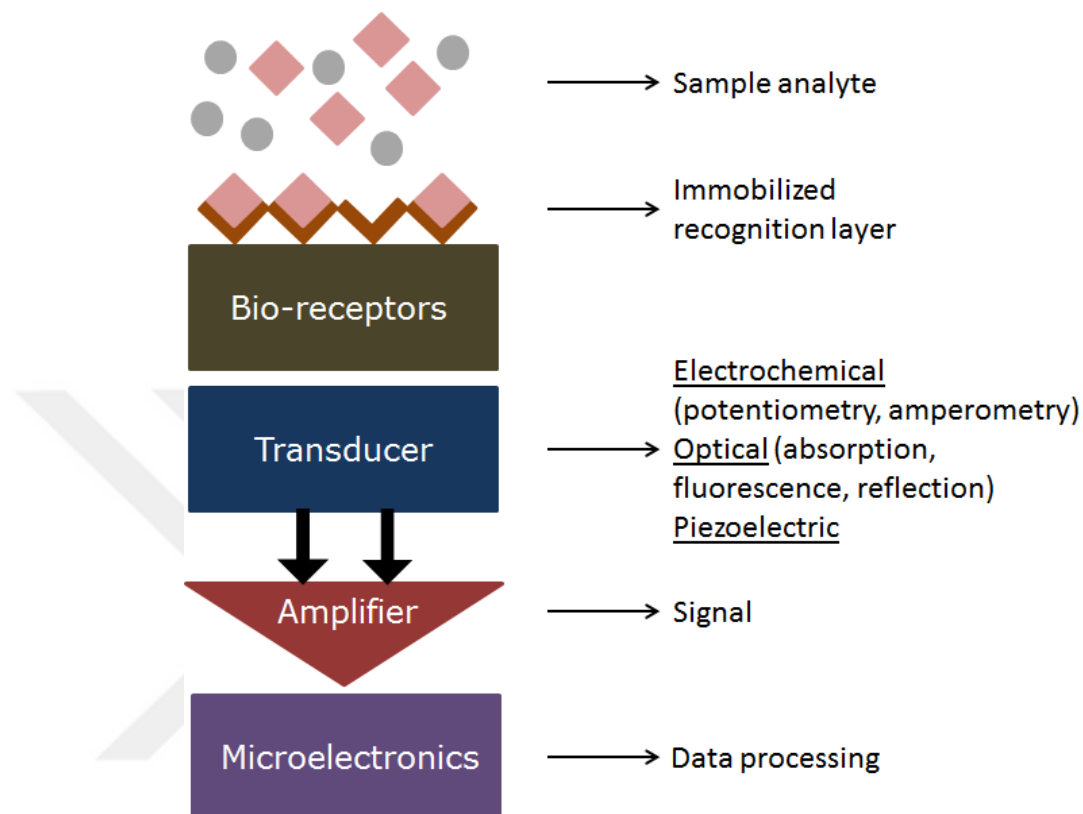 Sample analyte
Immobilized
recognition layer
Bio-receptors
Electrochemical
(potentiometry, amperometry)
Transducer
Optical (absorption,
fluorescence, reflection)
Piezoelectric
Amplifier
Signal
Microelectronics
Data processing